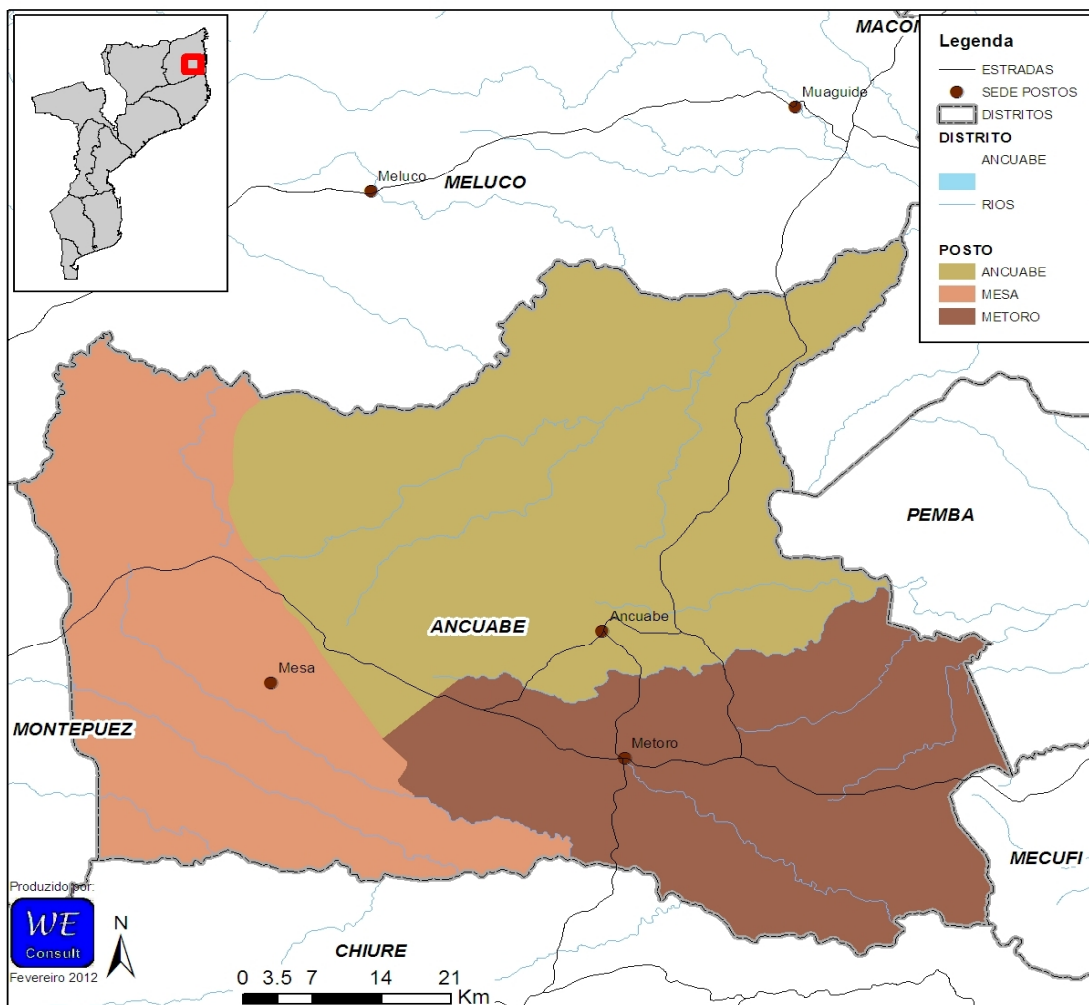 MACO
Muaguide
Meluco
MELUCO
Legenda
ESTRADAS
SEDE POSTOS
DISTRITOS
DISTRITO
ANCUABE
RIOS
POSTO
ANCUABE
MESA
METORO
PEMBA
Ancuabe
ANCUABE
Mesa
MONTEPUEZ
Metoro
MECUFI
CHIURE
Produzido por:
WE
Consult
Fevereiro 2012
N
0 3.5 7 14 21
Km